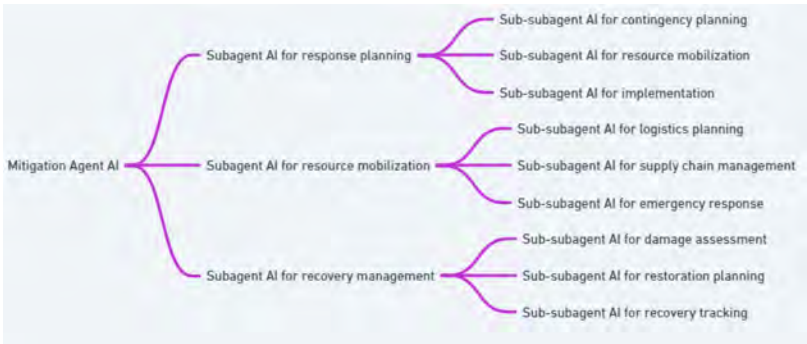 Sub-subagent AI for contingency planning
Subagent AI for response planning
Sub-subagent AI for resource mobilization
Sub-subagent AI for implementation
Sub-subagent AI for logistics planning
Mitigation Agent AI
Subagent AI for resource mobilization
Sub-subagent AI for supply chain management
Sub-subagent AI for emergency response
Sub-subagent AI for damage assessment
Subagent AI for recovery management
Sub-subagent AI for restoration planning
Sub-subagent AI for recovery tracking